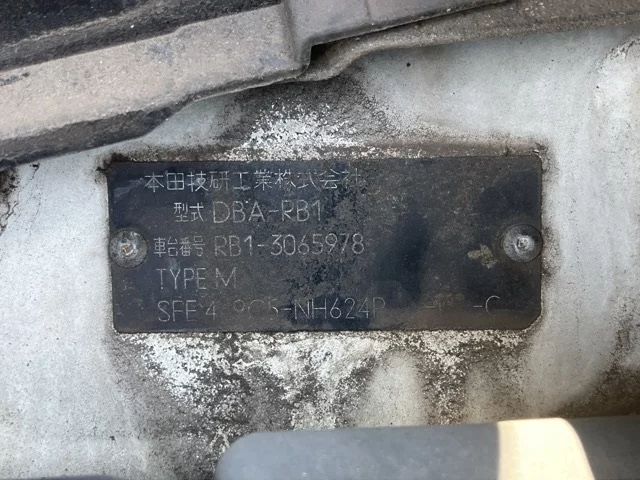 本田技研工業株式会社
型式 DBA-RB1
車台番号 RB1-3065978
TYPE M
NH624P